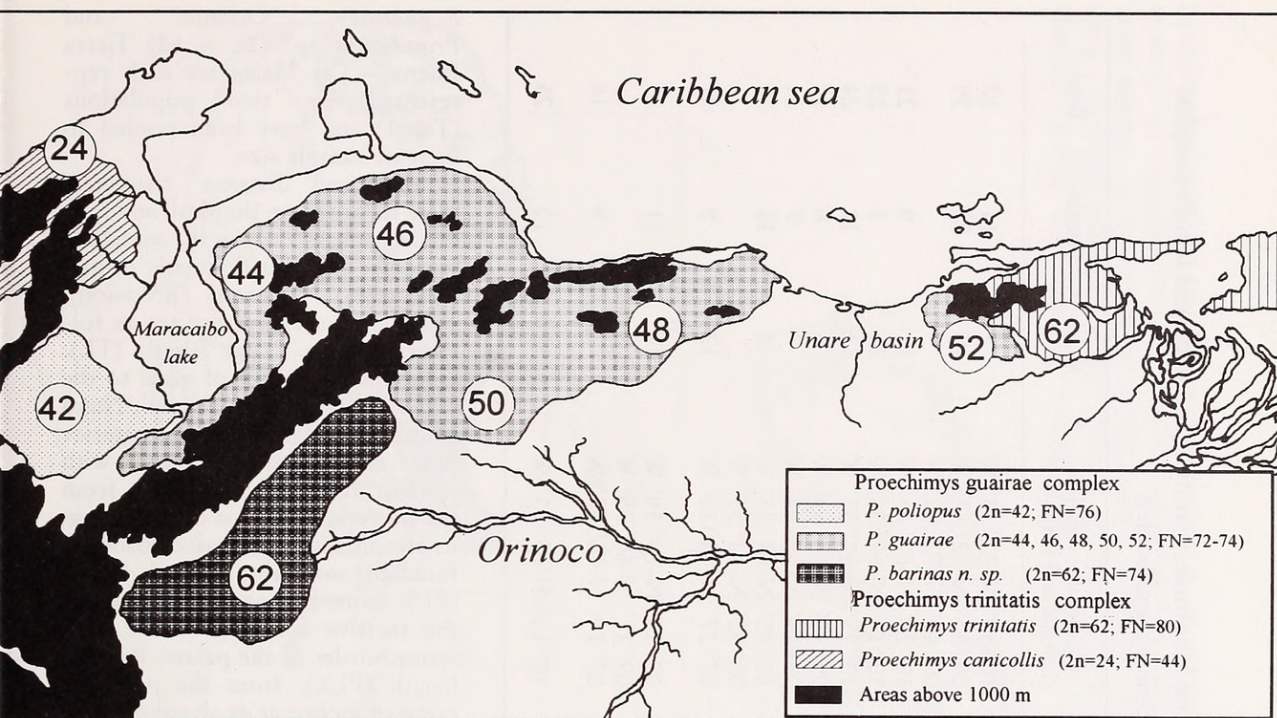 Caribbean sea
24
46
44
Maracaibo
lake
48
Unare basin
52
62
42
50
Orinoco
62
Proechimys guairae complex
P. poliopus (2n=42; FN=76)
P. guairae (2n=44, 46, 48, 50, 52; FN=72-74)
P. barinas n. sp. (2n=62; FN=74)
Proechimys trinitatis complex
Proechimys trinitatis (2n=62; FN=80)
Proechimys canicollis (2n=24; FN=44)
Areas above 1000 m